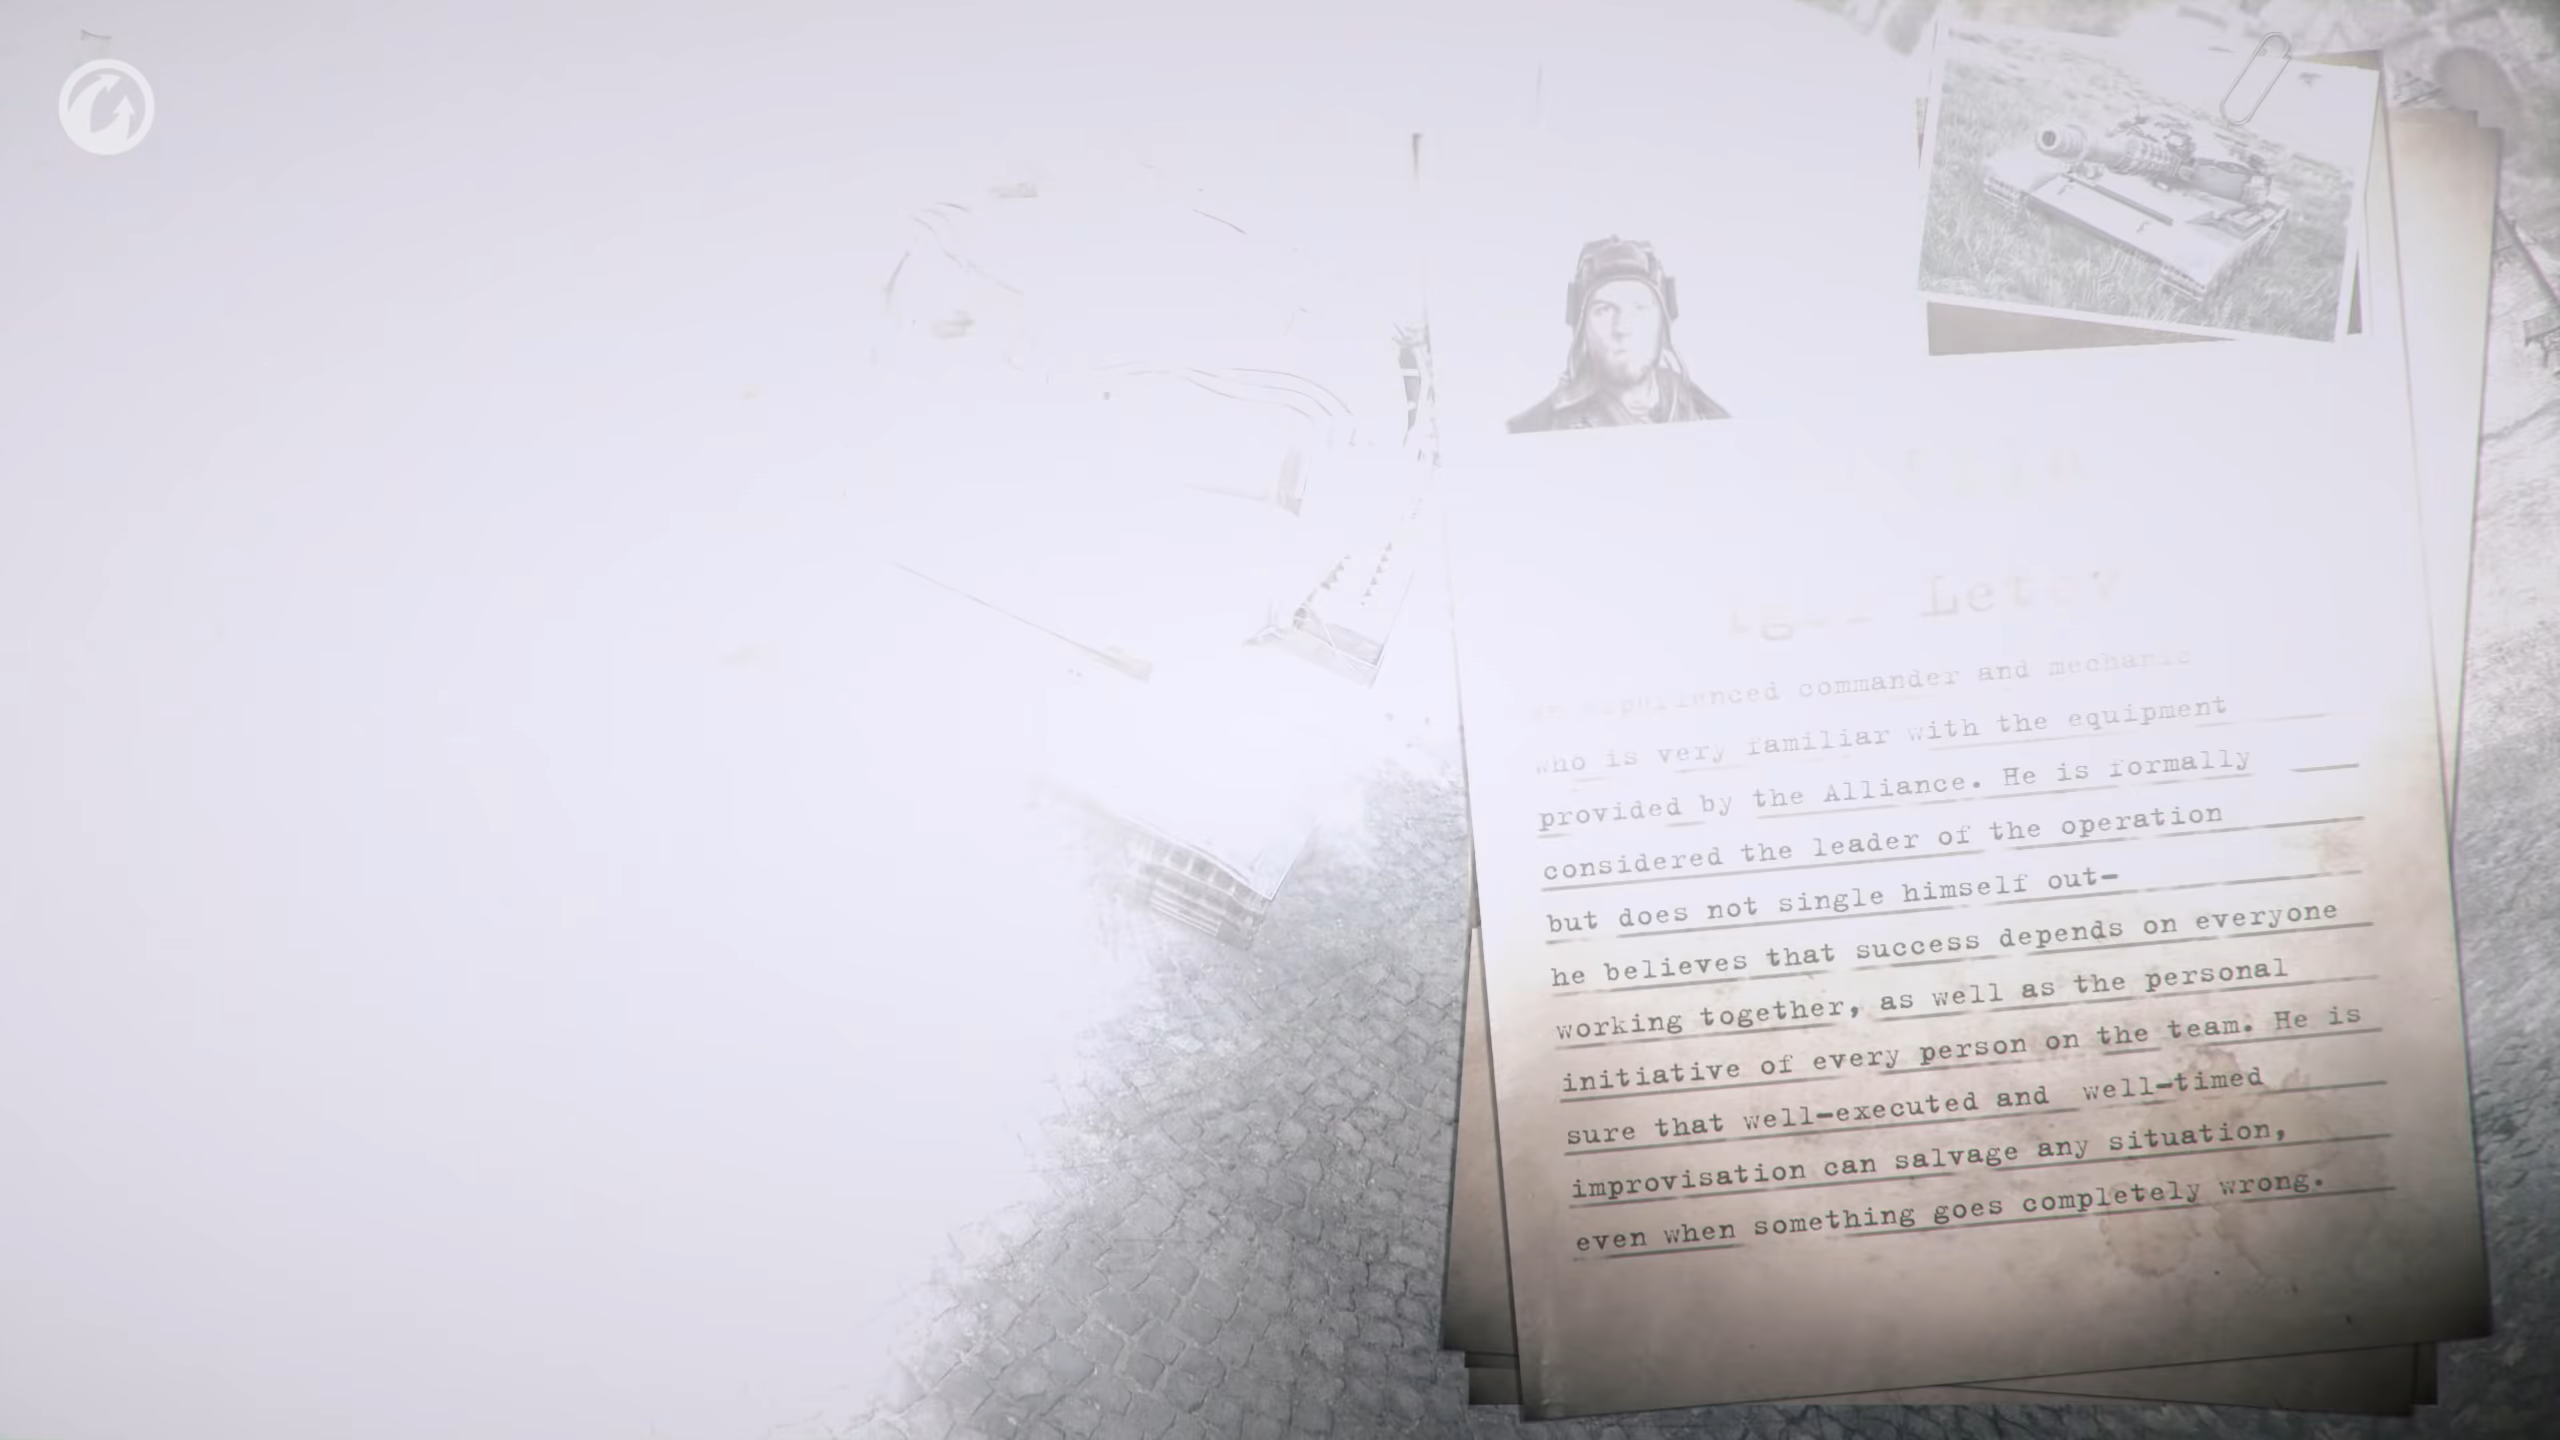 experienced commander and mechanic
who is very familiar with the equipment
provided by the Alliance. He is formally
considered the leader of the operation
but does not single himself out—
he believes that success depends on everyone
working together, as well as the personal
initiative of every person on the team. He is
sure that well-executed and well-timed
improvisation can salvage any situation,
even when something goes completely wrong.